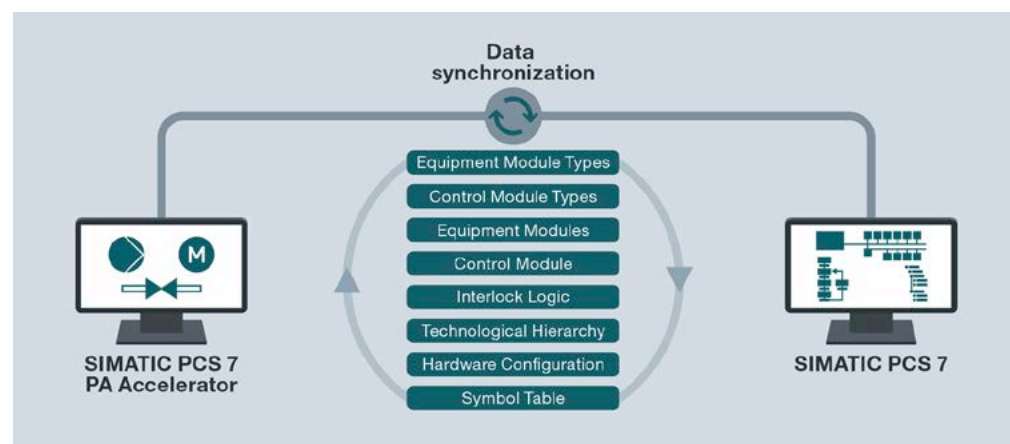 Data
synchronization
Equipment Module Types
Control Module Types
Equipment Modules
Control Module
Interlock Logic
Technological Hierarchy
Hardware Configuration
Symbol Table
M
SIMATIC PCS 7
PA Accelerator
SIMATIC PCS 7